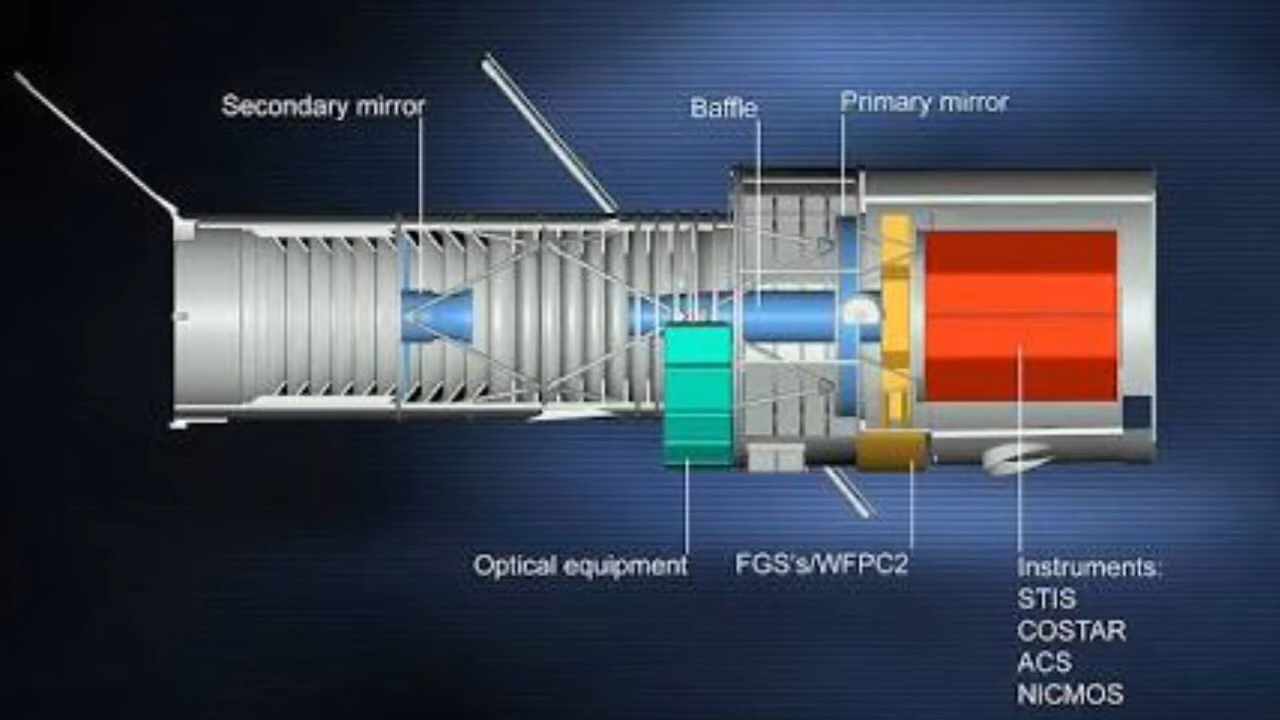 Secondary mirror
Baffle
Primary mirror
Optical equipment
FGS's/WFPC2
Instruments:
STIS
COSTAR
ACS
NICMOS